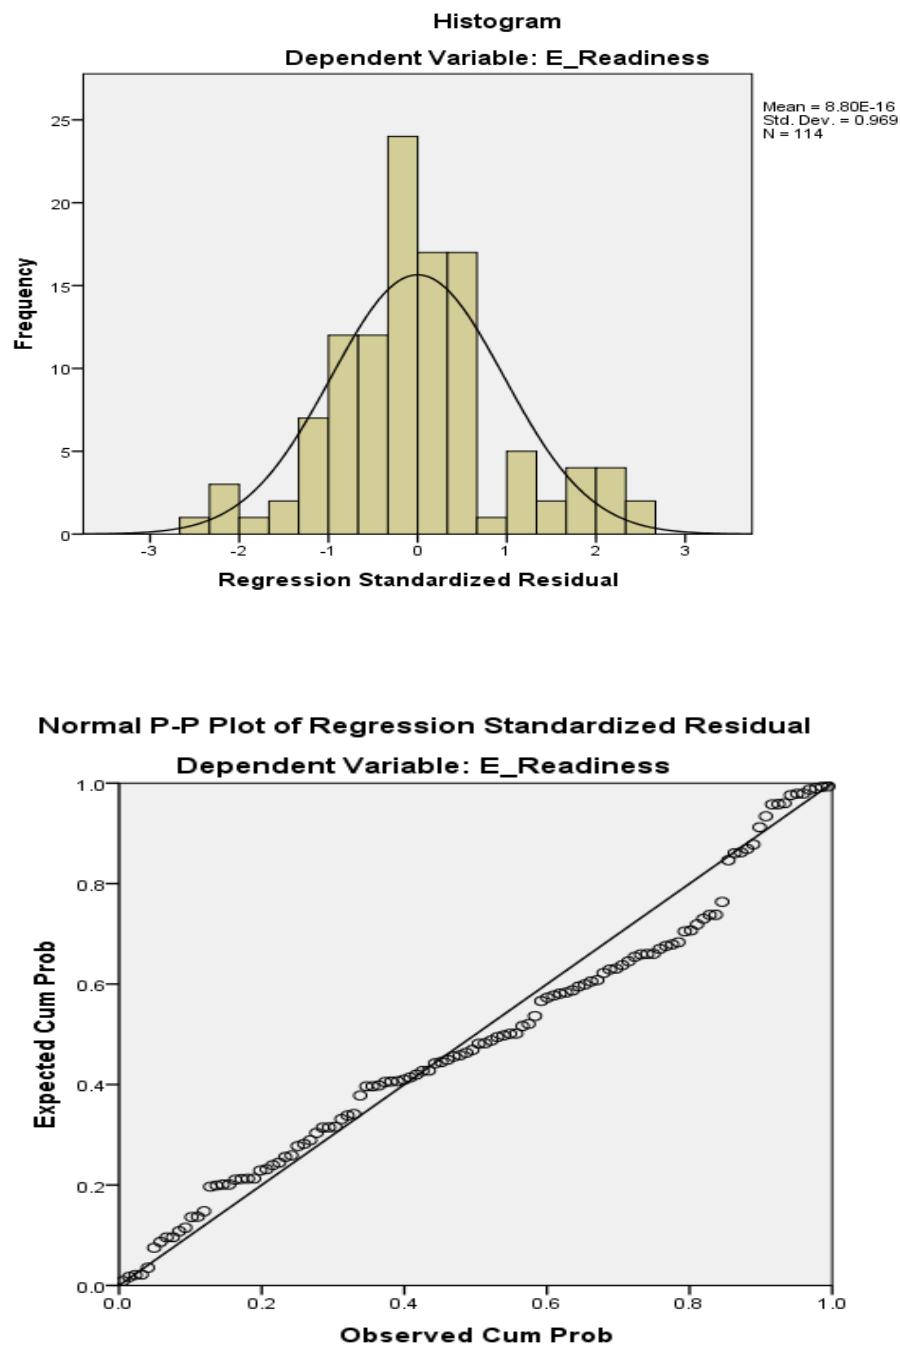 Histogram
Dependent Variable: E_Readiness
Mean = 8.80E-16
Std. Dev. = 0.969
N = 114
25
20
15
10
5
0
Frequency
-3 -2 -1 0 1 2 3
Regression Standardized Residual
Normal P-P Plot of Regression Standardized Residual
Dependent Variable: E_Readiness
1.0
0.8
0.6
0.4
0.2
0.0
Expected Cum Prob
0.0 0.2 0.4 0.6 0.8 1.0
Observed Cum Prob